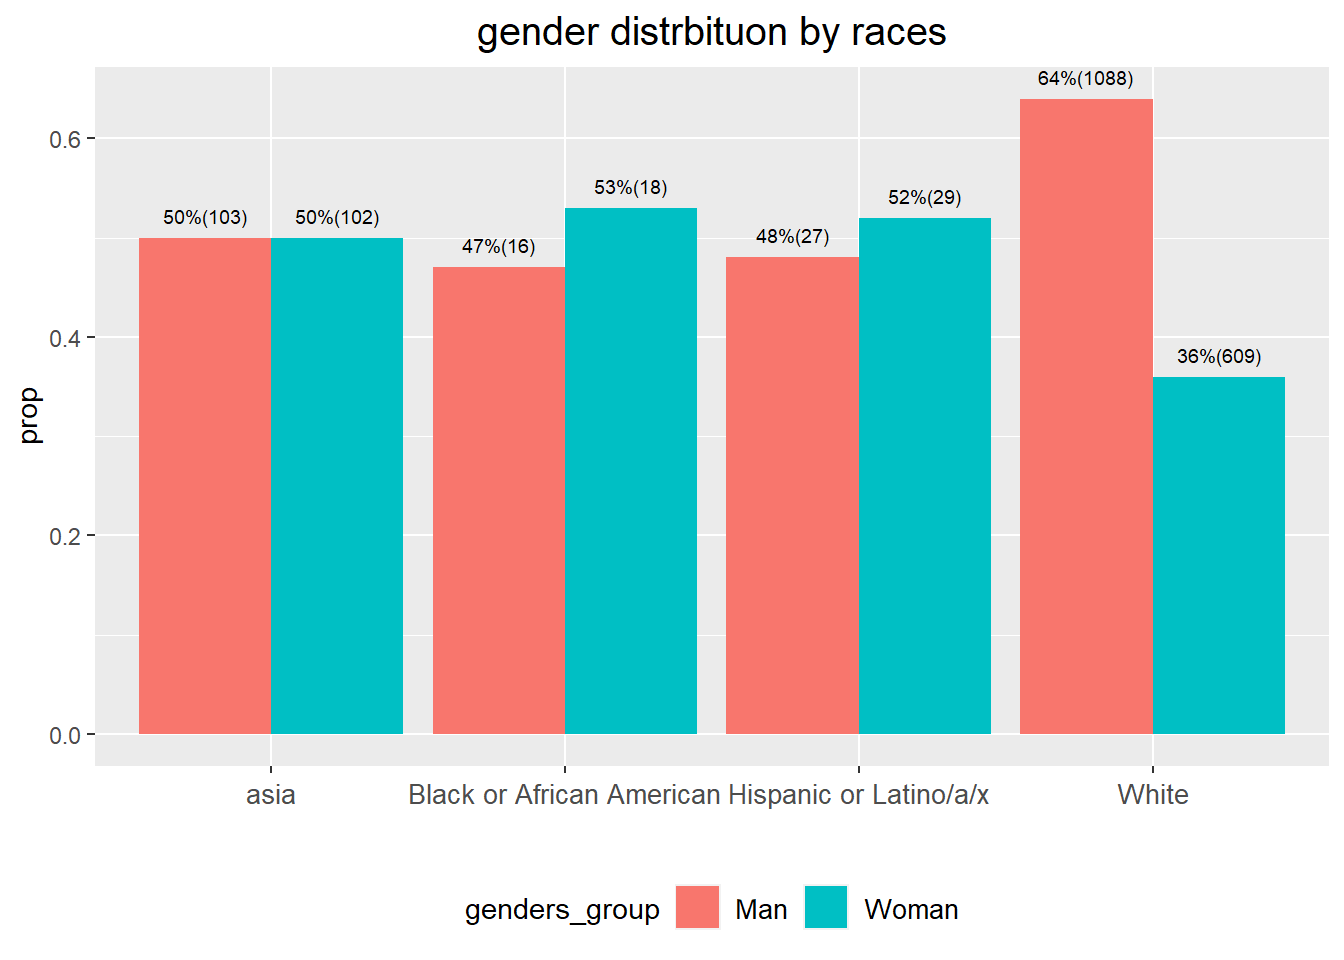 gender distrbituon by races
64%(1088)
0.6
53%(18)
52%(29)
50%(103) 50%(102)
48%(27)
47%(16)
36%(609)
0.4
prop
0.2
0.0
asia Black or African American Hispanic or Latino/a/x White
genders_group Man Woman